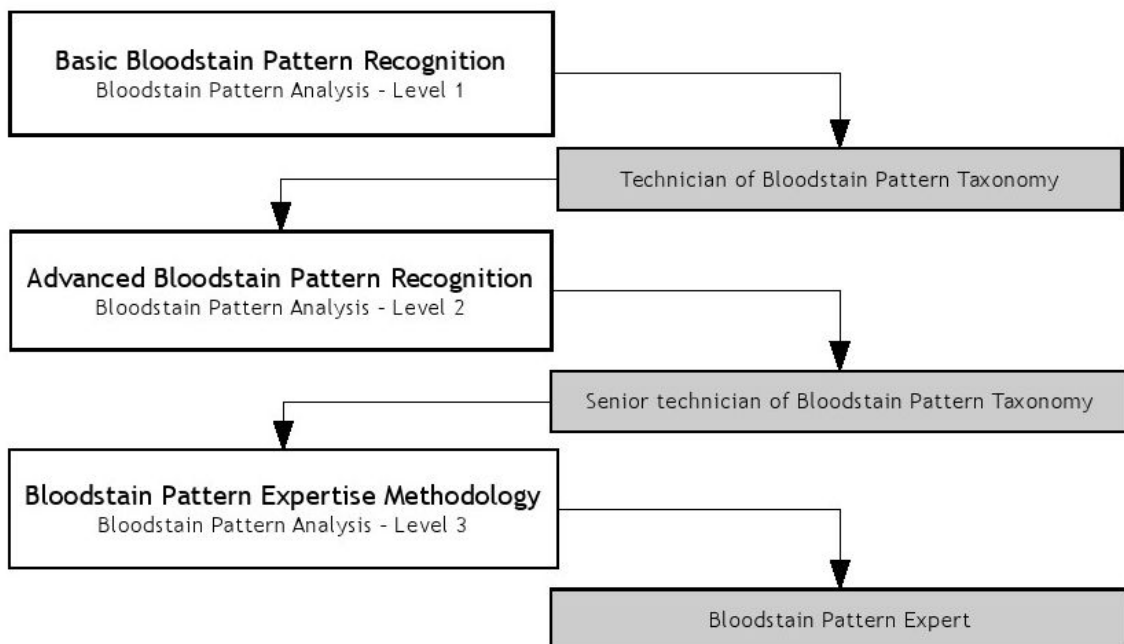 Basic Bloodstain Pattern Recognition
Bloodstain Pattern Analysis - Level 1
Technician of Bloodstain Pattern Taxonomy
Advanced Bloodstain Pattern Recognition
Bloodstain Pattern Analysis - Level 2
Senior technician of Bloodstain Pattern Taxonomy
Bloodstain Pattern Expertise Methodology
Bloodstain Pattern Analysis - Level 3
Bloodstain Pattern Expert